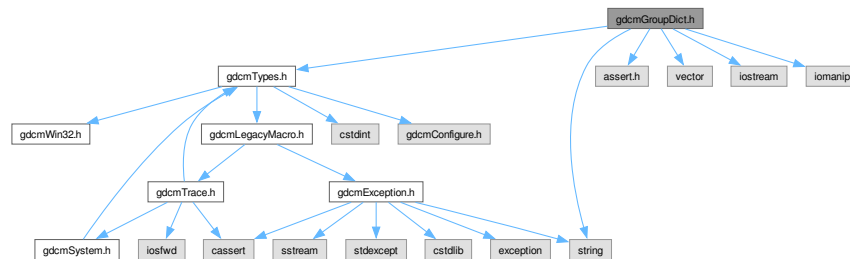 gdcmGroupDict.h
gdcmTypes.h
assert.h
vector
iostream
iomanip
gdcmWin32.h
gdcmLegacyMacro.h
cstdint
gdcmConfigure.h
gdcmTrace.h
gdcmException.h
gdcmSystem.h
iosfwd
cassert
sstream
stdexcept
cstdlib
exception
string